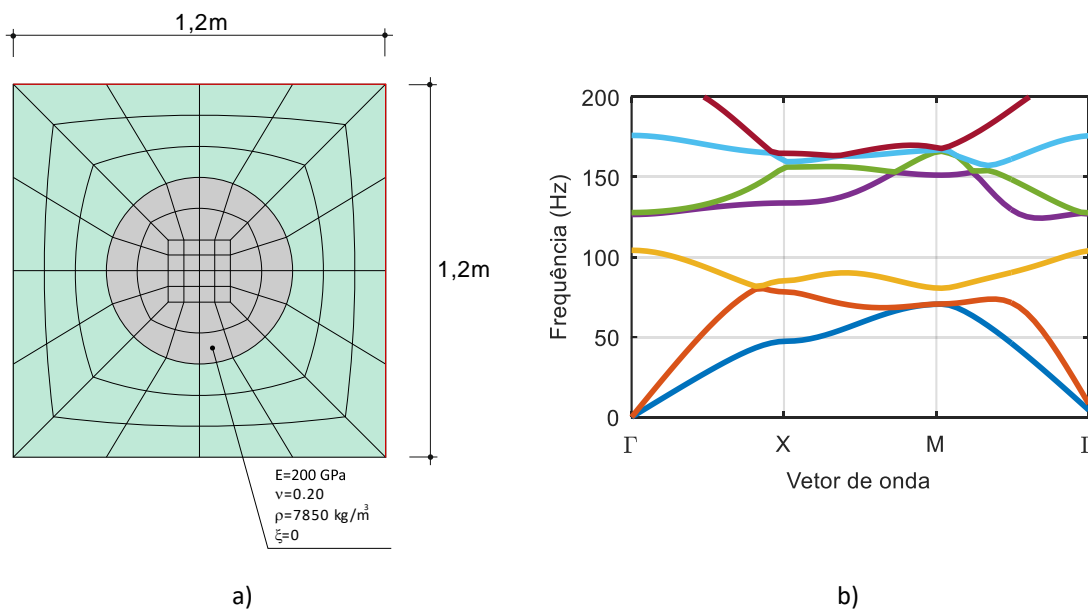 1,2m
1,2m
E=200 GPa
ν=0.20
ρ=7850 kg/m³
ξ=0
a)
Frequência (Hz)
200
150
100
50
0
Γ
X
M
Vetor de onda
b)